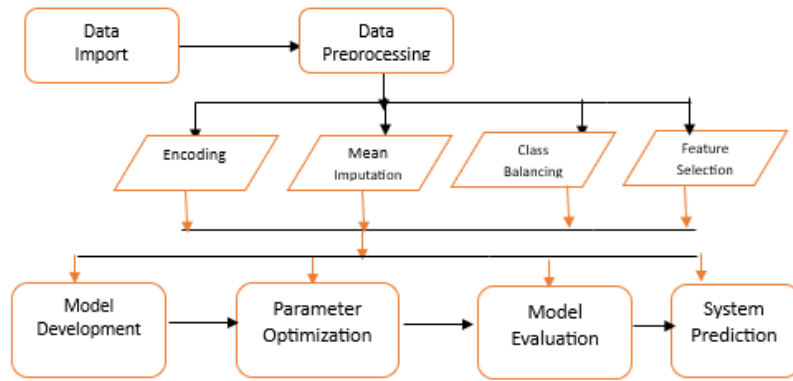 Data
Import
Data
Preprocessing
Encoding
Mean
Imputation
Class
Balancing
Feature
Selection
Model
Development
Parameter
Optimization
Model
Evaluation
System
Prediction